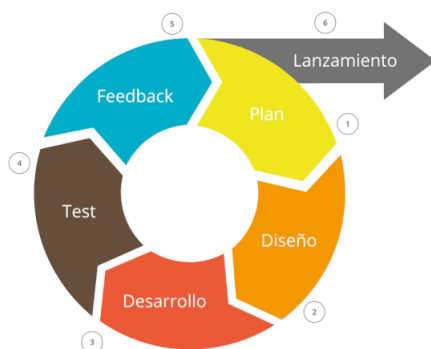 5
6
Lanzamiento
Feedback
Plan
1
4
Test
Diseño
Desarrollo
2
3